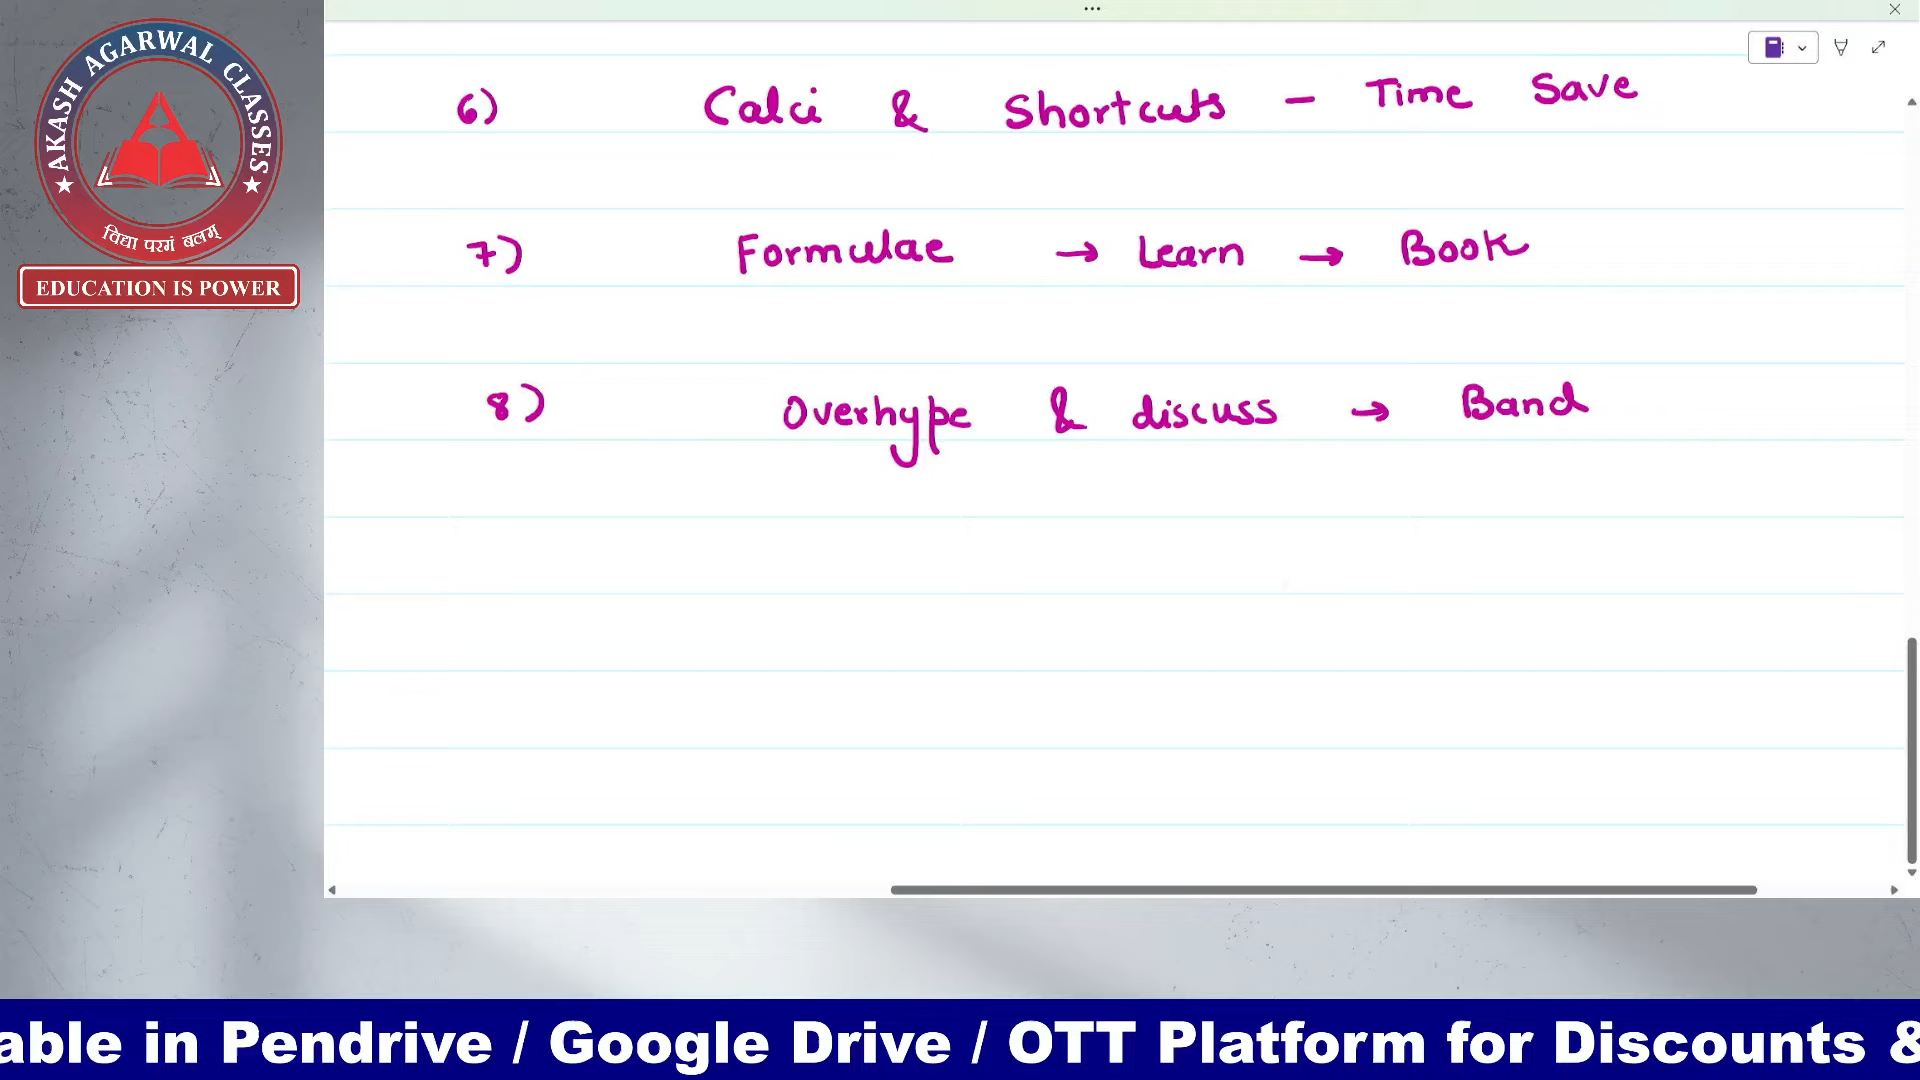 AKASH AGARWAL CLASSES
विद्या परमं बलम्
EDUCATION IS POWER
6) Calci & Shortcuts - Time Save
7) Formulae → Learn → Book
8) Overhype & discuss → Band
able in Pendrive / Google Drive / OTT Platform for Discounts &